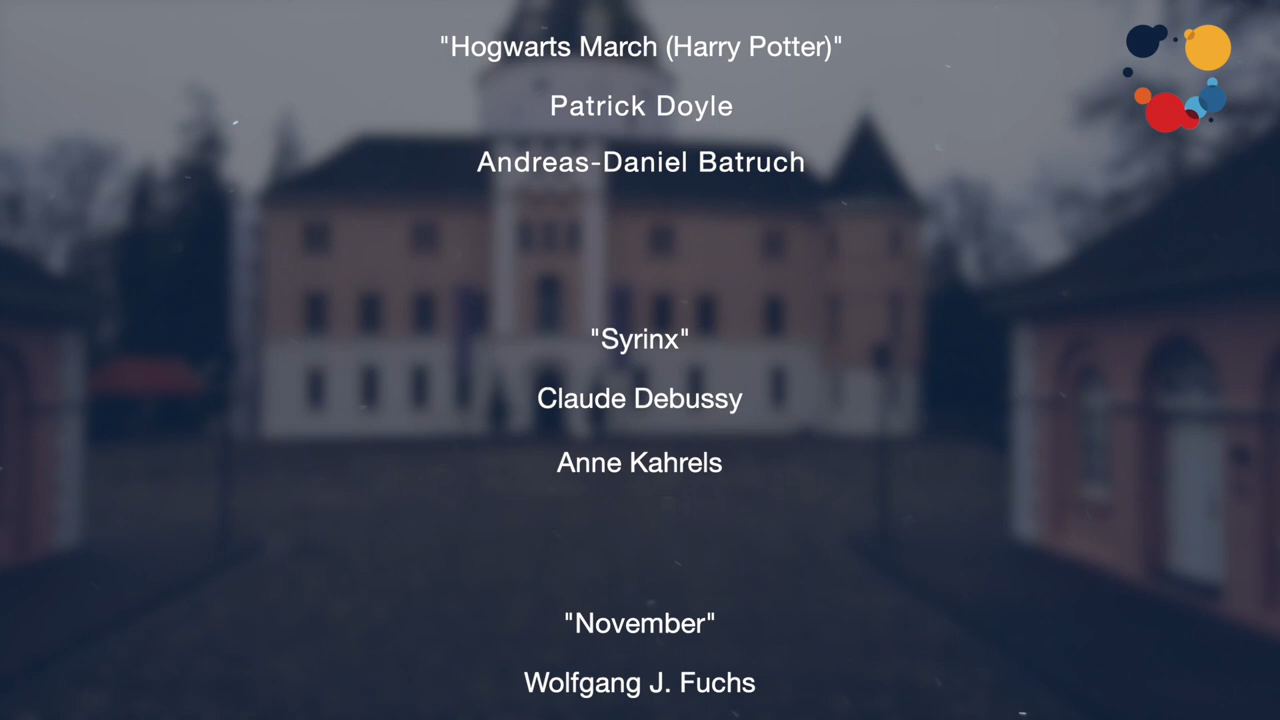 "Hogwarts March (Harry Potter)"
Patrick Doyle
Andreas-Daniel Batruch
"Syrinx"
Claude Debussy
Anne Kahrels
"November"
Wolfgang J. Fuchs